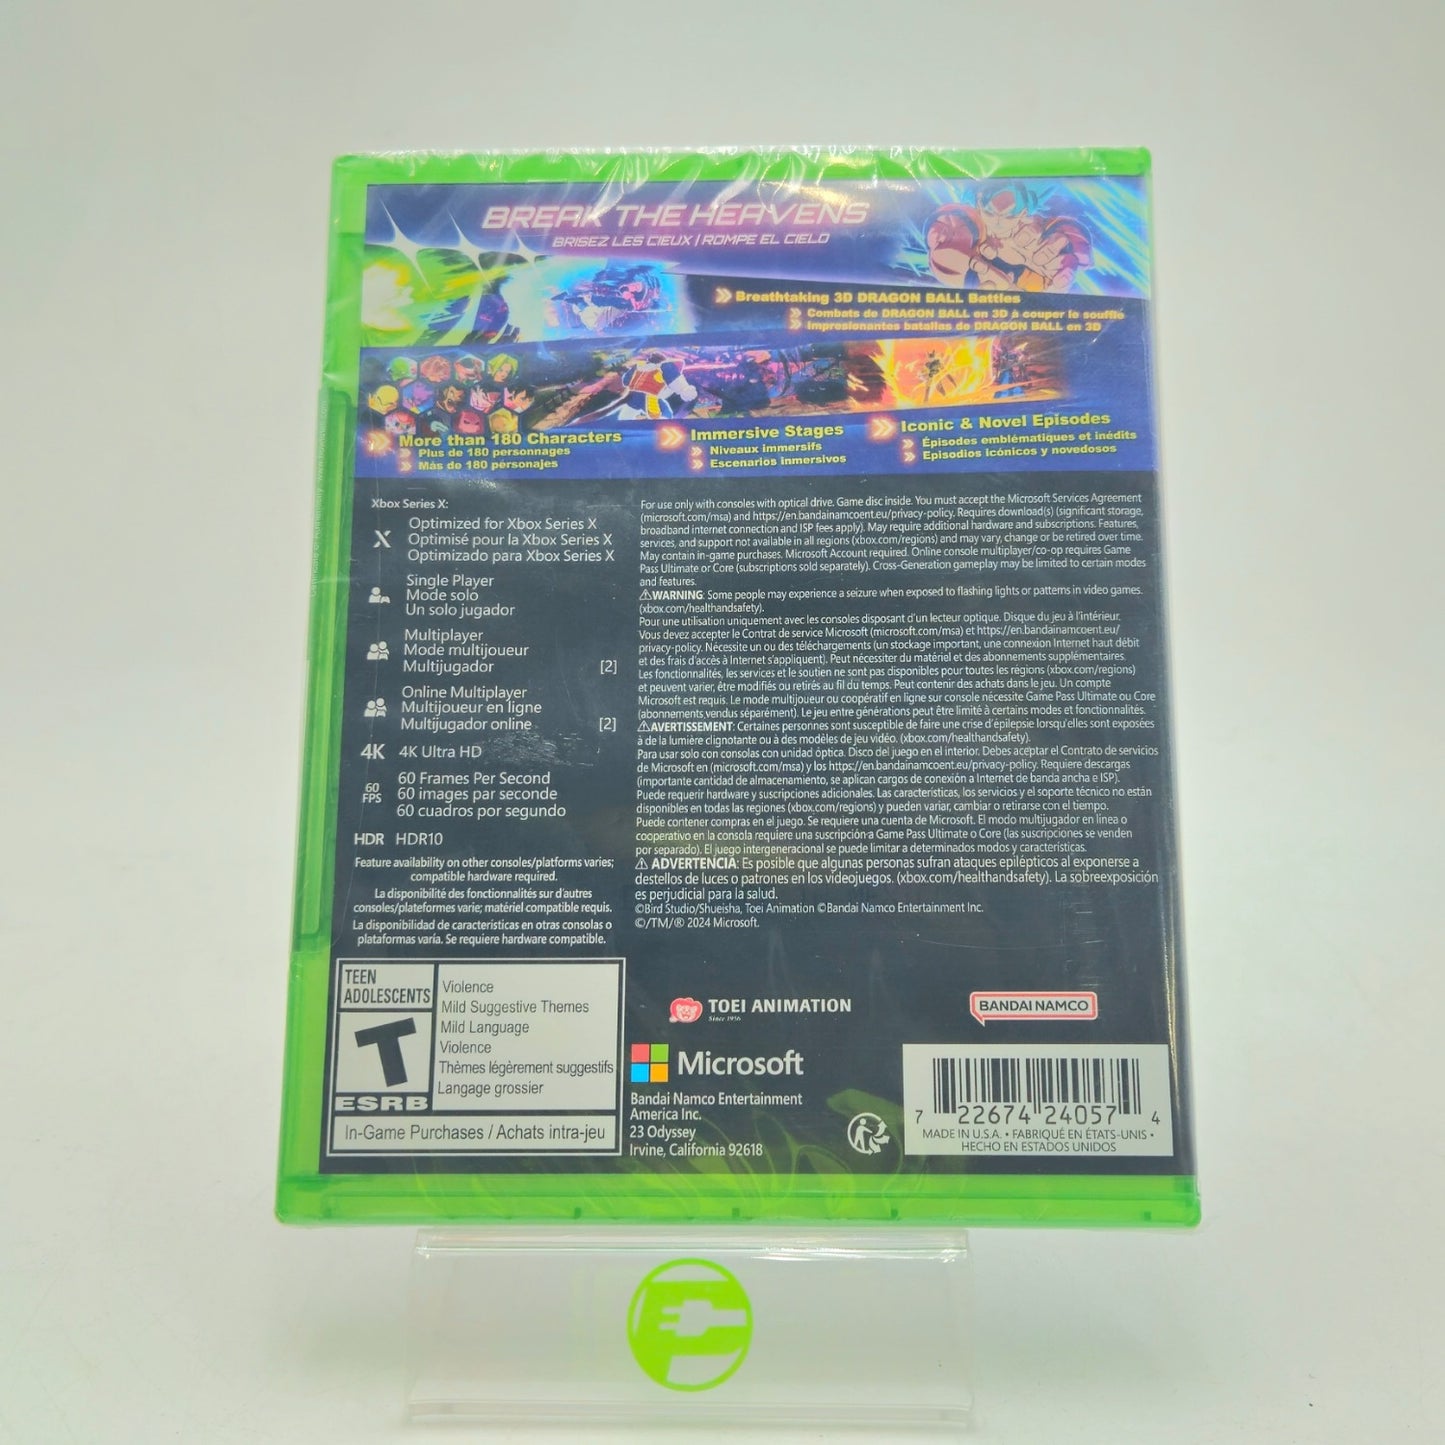 BREAK THE HEAVENS
BRISEZ LES CIEUX | ROMPE EL CIELO
Breathtaking 3D DRAGON BALL Battles
Combats de DRAGON BALL en 3D à couper le souffle
Impresionantes batallas de DRAGON BALL en 3D
More than 180 Characters
Plus de 180 personnages
Más de 180 personajes
Immersive Stages
Niveaux immersifs
Escenarios inmersivos
Iconic & Novel Episodes
Épisodes emblématiques et inédits
Episodios icónicos y novedosos
Xbox Series X:
X
Optimized for Xbox Series X
Optimisé pour la Xbox Series X
Optimizado para Xbox Series X
Single Player
Mode solo
Un solo jugador
Multiplayer
Mode multijoueur
Multijugador [2]
Online Multiplayer
Multijoueur en ligne
Multijugador online [2]
4K 4K Ultra HD
60 FPS
60 Frames Per Second
60 images par seconde
60 cuadros por segundo
HDR HDR10
Feature availability on other consoles/platforms varies;
compatible hardware required.
La disponibilité des fonctionnalités sur d'autres
consoles/plateformes varie; matériel compatible requis.
La disponibilidad de características en otras consolas o
plataformas varía. Se requiere hardware compatible.
For use only with consoles with optical drive. Game disc inside. You must accept the Microsoft Services Agreement
(microsoft.com/msa) and https://en.bandainamcoent.eu/privacy-policy. Requires download(s) (significant storage,
broadband internet connection and ISP fees apply). May require additional hardware and subscriptions. Features,
services, and support not available in all regions (xbox.com/regions) and may vary, change or be retired over time.
May contain in-game purchases. Microsoft Account required. Online console multiplayer/co-op requires Game
Pass Ultimate or Core (subscriptions sold separately). Cross-Generation gameplay may be limited to certain modes
and features.
⚠WARNING: Some people may experience a seizure when exposed to flashing lights or patterns in video games.
(xbox.com/healthandsafety).
Pour une utilisation uniquement avec les consoles disposant d'un lecteur optique. Disque du jeu à l'intérieur.
Vous devez accepter le Contrat de service Microsoft (microsoft.com/msa) et https://en.bandainamcoent.eu/
privacy-policy. Nécessite un ou des téléchargements (un stockage important, une connexion Internet haut débit
et des frais d'accès à Internet s'appliquent). Peut nécessiter du matériel et des abonnements supplémentaires.
Les fonctionnalités, les services et le soutien ne sont pas disponibles pour toutes les régions (xbox.com/regions)
et peuvent varier, être modifiés ou retirés au fil du temps. Peut contenir des achats dans le jeu. Un compte
Microsoft est requis. Le mode multijoueur ou coopératif en ligne sur console nécessite Game Pass Ultimate ou Core
(abonnements vendus séparément). Le jeu entre générations peut être limité à certains modes et fonctionnalités.
⚠AVERTISSEMENT: Certaines personnes sont susceptible de faire une crise d'épilepsie lorsqu'elles sont exposées
à de la lumière clignotante ou à des modèles de jeu vidéo. (xbox.com/healthandsafety).
Para usar solo con consolas con unidad óptica. Disco del juego en el interior. Debes aceptar el Contrato de servicios
de Microsoft en (microsoft.com/msa) y los https://en.bandainamcoent.eu/privacy-policy. Requiere descargas
(importante cantidad de almacenamiento, se aplican cargos de conexión a Internet de banda ancha e ISP).
Puede requerir hardware y suscripciones adicionales. Las características, los servicios y el soporte técnico no están
disponibles en todas las regiones (xbox.com/regions) y pueden variar, cambiar o retirarse con el tiempo.
Puede contener compras en el juego. Se requiere una cuenta de Microsoft. El modo multijugador en línea o
cooperativo en la consola requiere una suscripción a Game Pass Ultimate o Core (las suscripciones se venden
por separado). El juego intergeneracional se puede limitar a determinados modos y características.
⚠ ADVERTENCIA: Es posible que algunas personas sufran ataques epilépticos al exponerse a
destellos de luces o patrones en los videojuegos. (xbox.com/healthandsafety). La sobreexposición
es perjudicial para la salud.
©Bird Studio/Shueisha, Toei Animation ©Bandai Namco Entertainment Inc.
©/TM/® 2024 Microsoft.
TEEN
ADOLESCENTS
T
ESRB
Violence
Mild Suggestive Themes
Mild Language
Violence
Thèmes légèrement suggestifs
Langage grossier
In-Game Purchases / Achats intra-jeu
TOEI ANIMATION
Since 1956
BANDAI NAMCO
Microsoft
Bandai Namco Entertainment
America Inc.
23 Odyssey
Irvine, California 92618
7 22674 24057 4
MADE IN U.S.A. • FABRIQUÉ EN ÉTATS-UNIS •
HECHO EN ESTADOS UNIDOS